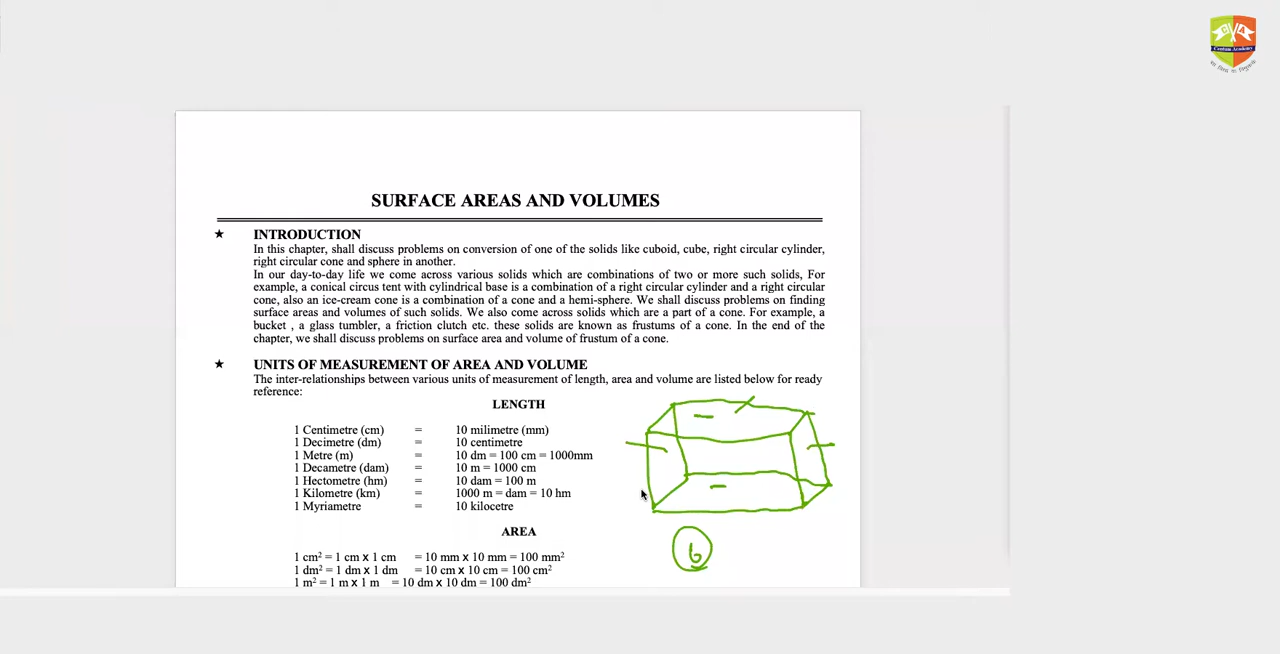 Centum Academy
SURFACE AREAS AND VOLUMES
★ INTRODUCTION
In this chapter, shall discuss problems on conversion of one of the solids like cuboid, cube, right circular cylinder,
right circular cone and sphere in another.
In our day-to-day life we come across various solids which are combinations of two or more such solids, For
example, a conical circus tent with cylindrical base is a combination of a right circular cylinder and a right circular
cone, also an ice-cream cone is a combination of a cone and a hemi-sphere. We shall discuss problems on finding
surface areas and volumes of such solids. We also come across solids which are a part of a cone. For example, a
bucket , a glass tumbler, a friction clutch etc. these solids are known as frustums of a cone. In the end of the
chapter, we shall discuss problems on surface area and volume of frustum of a cone.
★ UNITS OF MEASUREMENT OF AREA AND VOLUME
The inter-relationships between various units of measurement of length, area and volume are listed below for ready
reference:
LENGTH
1 Centimetre (cm) = 10 milimetre (mm)
1 Decimetre (dm) = 10 centimetre
1 Metre (m) = 10 dm = 100 cm = 1000mm
1 Decametre (dam) = 10 m = 1000 cm
1 Hectometre (hm) = 10 dam = 100 m
1 Kilometre (km) = 1000 m = dam = 10 hm
1 Myriametre = 10 kilocetre
6
AREA
1 cm² = 1 cm x 1 cm = 10 mm x 10 mm = 100 mm²
1 dm² = 1 dm x 1 dm = 10 cm x 10 cm = 100 cm²
1 m² = 1 m x 1 m = 10 dm x 10 dm = 100 dm²